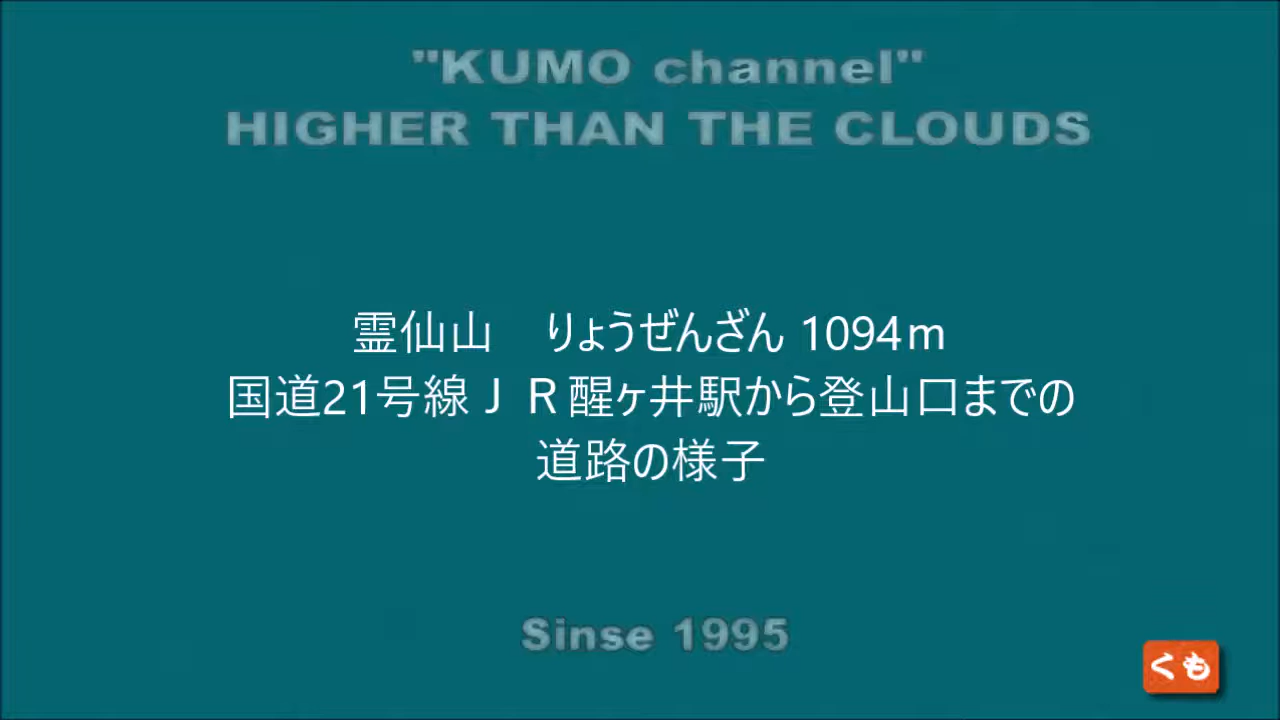 "KUMO channel"
HIGHER THAN THE CLOUDS
霊仙山　りょうぜんざん 1094ｍ
国道21号線ＪＲ醒ヶ井駅から登山口までの
道路の様子
Sinse 1995
くも